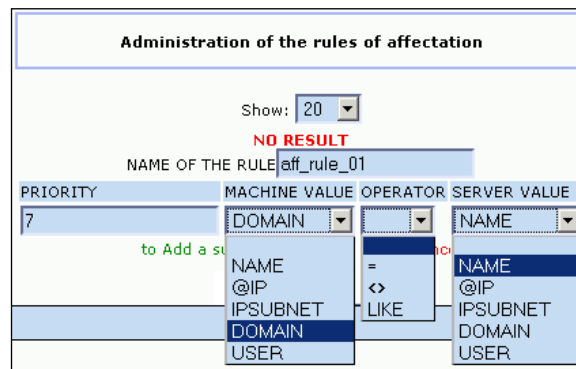 Administration of the rules of affectation
Show: 20
NO RESULT
NAME OF THE RULE aff_rule_01
PRIORITY MACHINE VALUE OPERATOR SERVER VALUE
7 DOMAIN NAME
to Add a
NAME = NAME
@IP <> @IP
IPSUBNET LIKE IPSUBNET
DOMAIN DOMAIN
USER USER